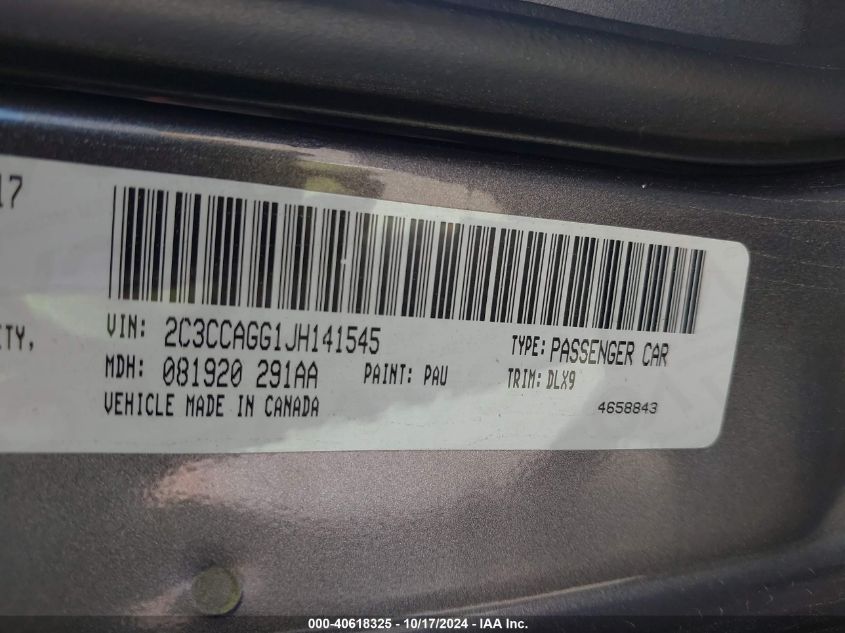 17
ITY,
VIN: 2C3CCAGG1JH141545 TYPE: PASSENGER CAR
MDH: 081920 291AA PAINT: PAU TRIM: DLX9
VEHICLE MADE IN CANADA 4658843
000-40618325 - 10/17/2024 - IAA Inc.